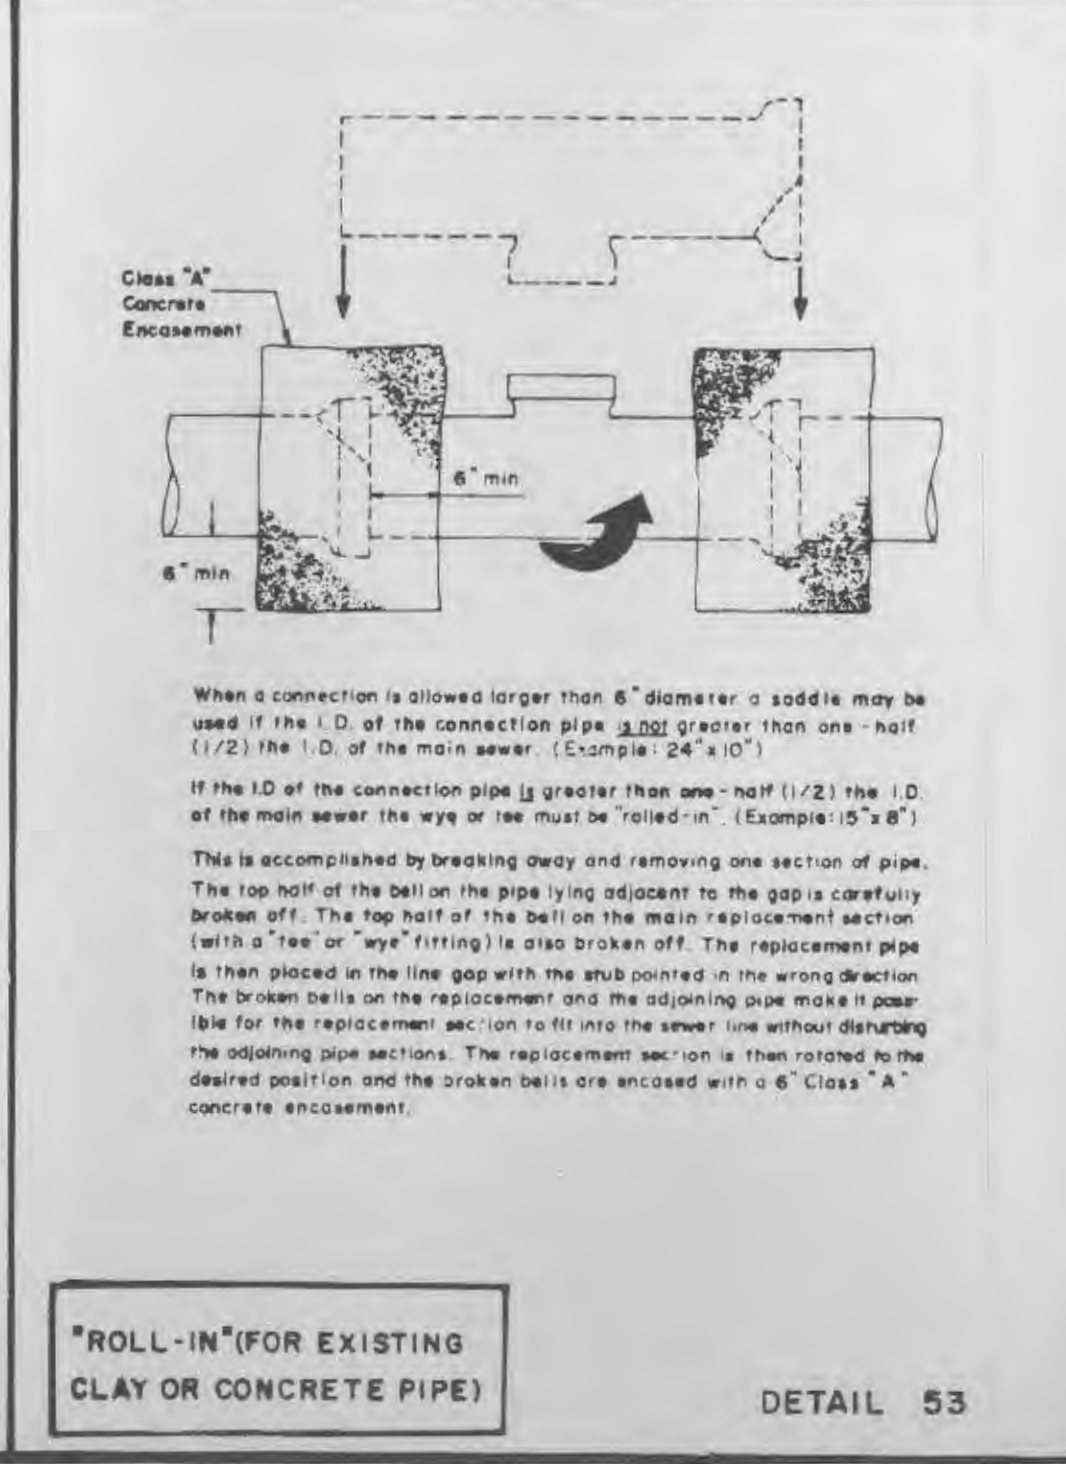 Class "A"
Concrete
Encasement
6" min
6" min
When a connection is allowed larger than 6" diameter a saddle may be
used if the I.D. of the connection pipe is not greater than one-half
(1/2) the I.D. of the main sewer. (Example: 24"x10")
If the I.D of the connection pipe is greater than one-half (1/2) the I.D.
of the main sewer the wye or tee must be "rolled-in". (Example: 15"x8")
This is accomplished by breaking away and removing one section of pipe.
The top half of the bell on the pipe lying adjacent to the gap is carefully
broken off. The top half of the bell on the main replacement section
(with a "tee" or "wye" fitting) is also broken off. The replacement pipe
is then placed in the line gap with the stub pointed in the wrong direction
The broken bells on the replacement and the adjoining pipe make it poss-
ible for the replacement section to fit into the sewer line without disturbing
the adjoining pipe sections. The replacement section is then rotated to the
desired position and the broken bells are encased with a 6" Class "A"
concrete encasement.
"ROLL-IN"(FOR EXISTING
CLAY OR CONCRETE PIPE)
DETAIL 53